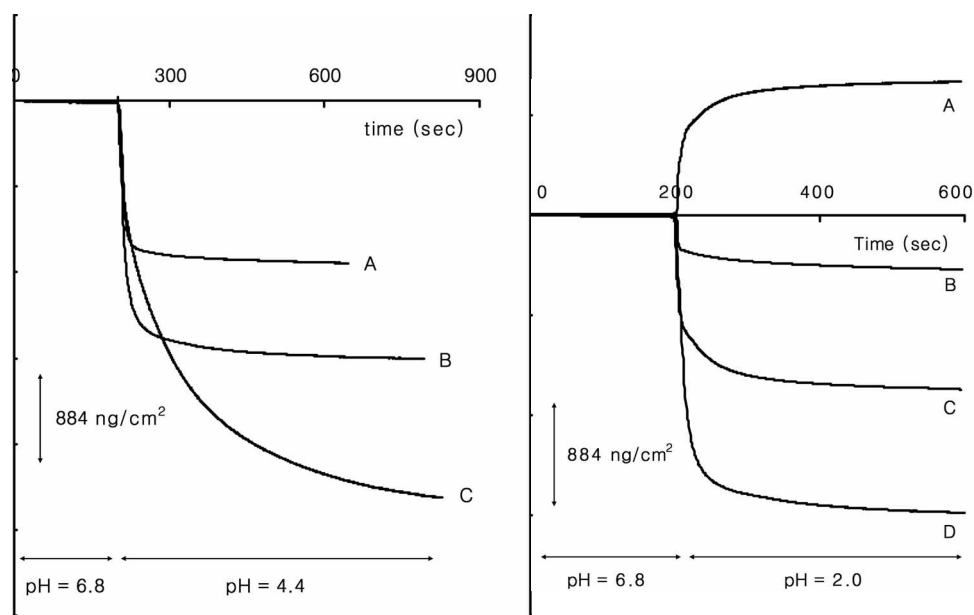 0 300 600 900
time (sec)
A
B
884 ng/cm²
C
pH = 6.8 pH = 4.4
A
0 200 400 600
Time (sec)
B
C
884 ng/cm²
D
pH = 6.8 pH = 2.0